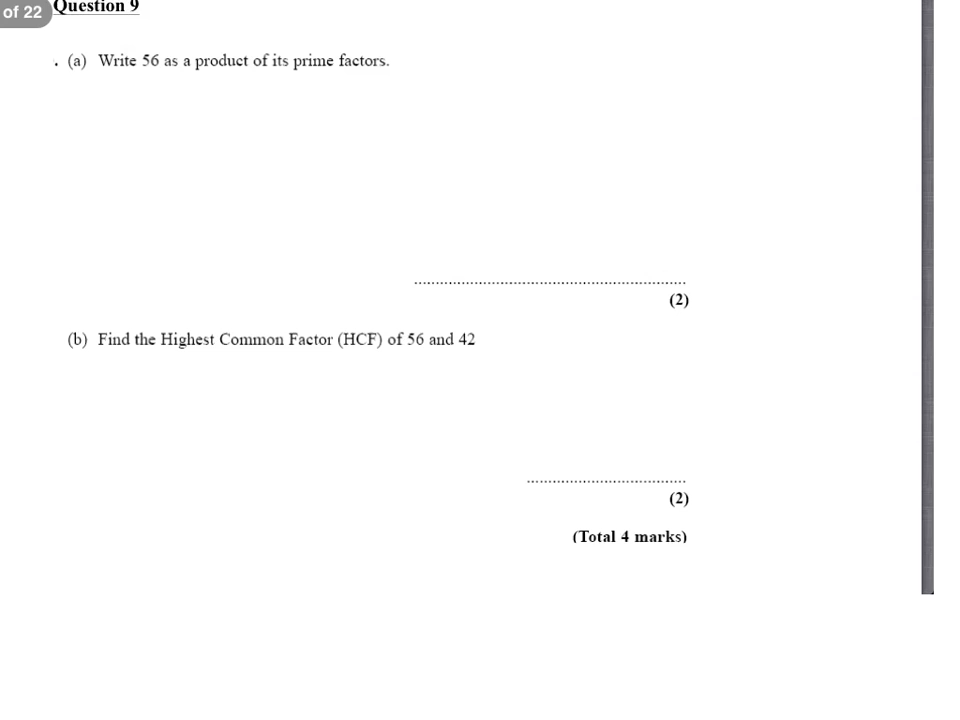 of 22
Question 9
. (a) Write 56 as a product of its prime factors.
................................................................
(2)
(b) Find the Highest Common Factor (HCF) of 56 and 42
.....................................
(2)
(Total 4 marks)